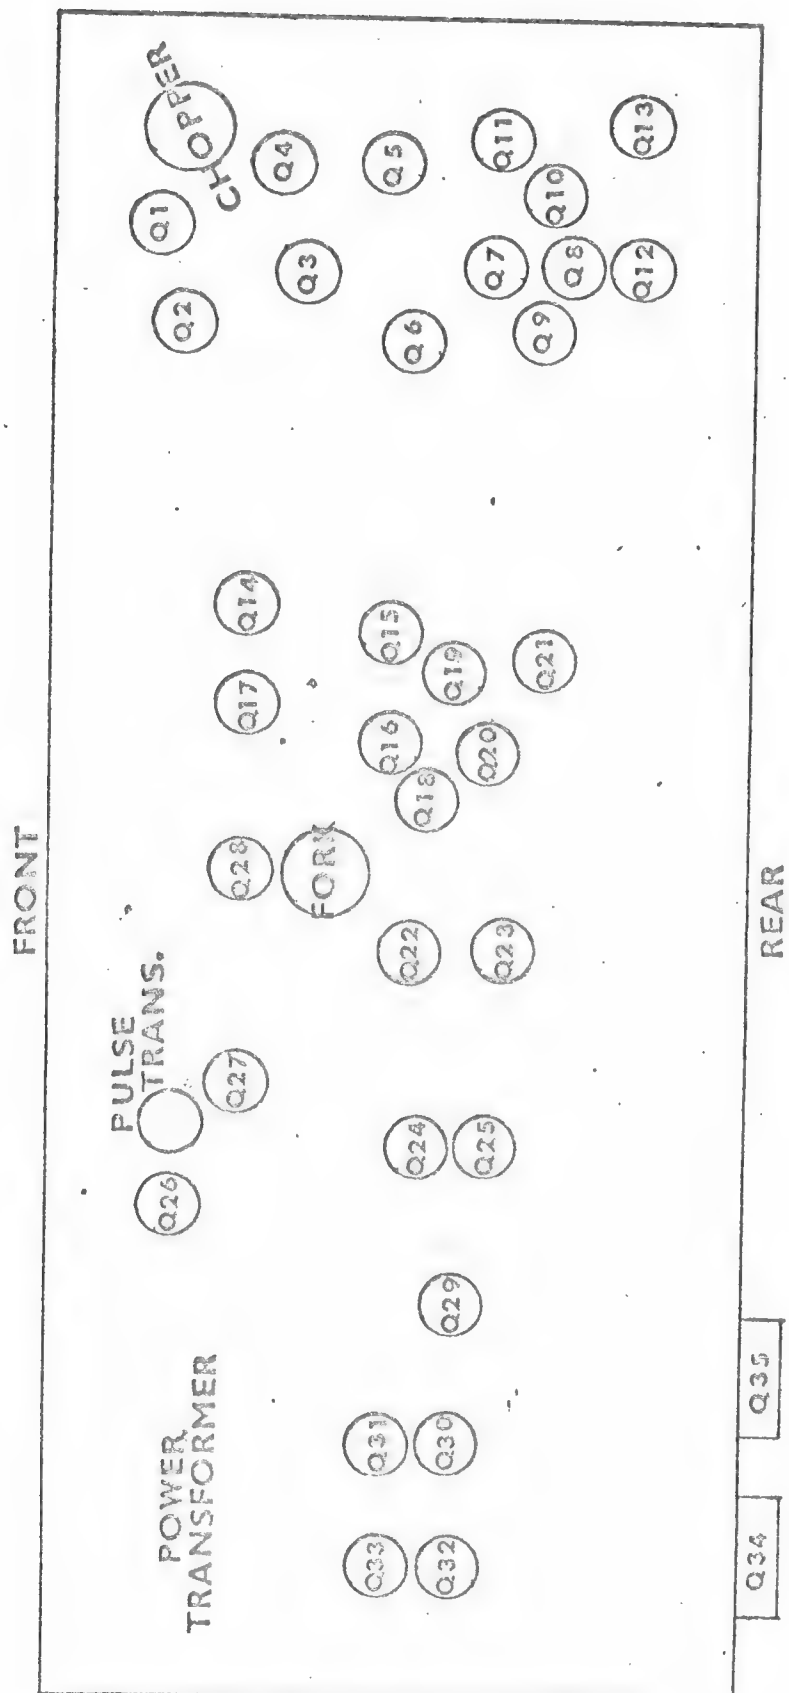 FRONT
CHOPPER
Q1
Q2
Q4
Q3
Q5
Q6
Q11
Q10
Q7
Q8
Q9
Q13
Q12
Q14
Q17
Q15
Q19
Q16
Q18
Q20
Q21
Q28
FORK
Q22
Q23
PULSE
TRANS.
Q27
Q26
Q24
Q25
Q29
POWER
TRANSFORMER
Q31
Q30
Q33
Q32
Q35
Q34
REAR